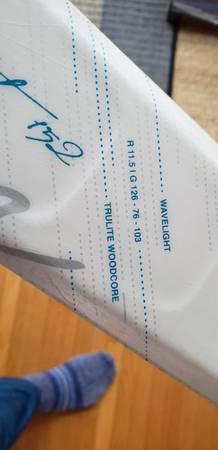 WAVELIGHT
R 11.5 I G 126 - 76 - 103
TRULITE WOODCORE